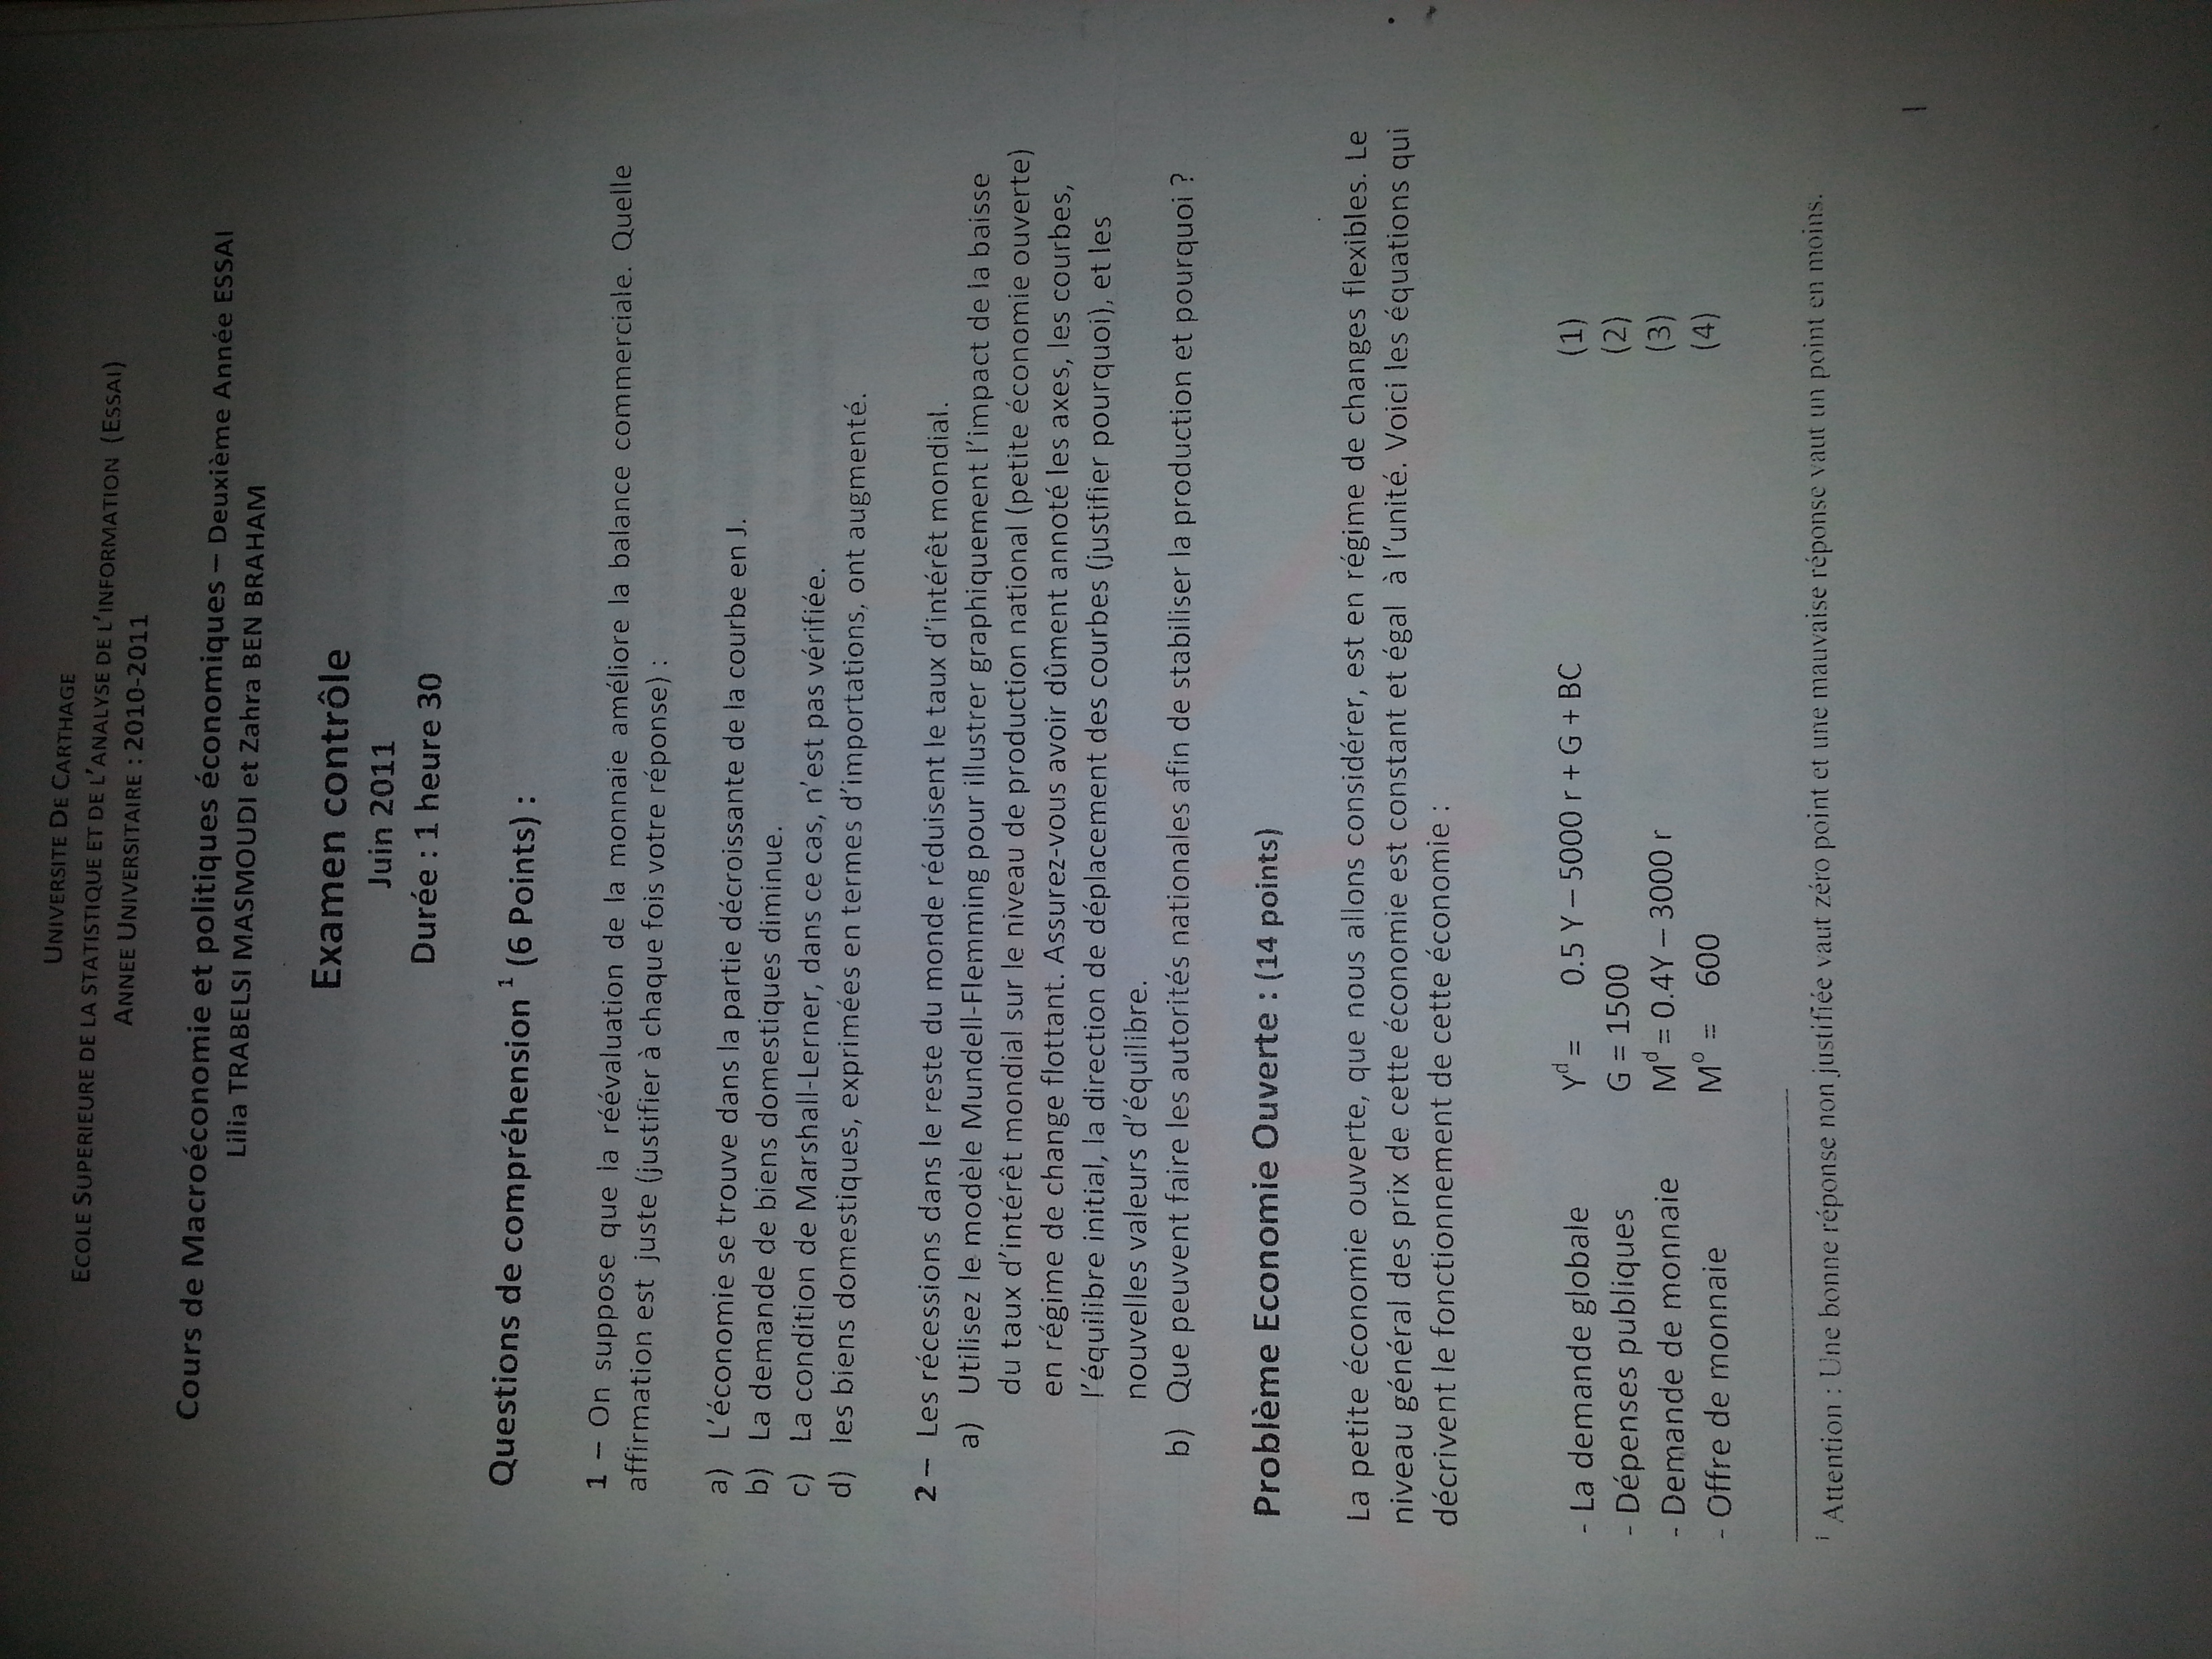 UNIVERSITE DE CARTHAGE
ECOLE SUPERIEURE DE LA STATISTIQUE ET DE L'ANALYSE DE L'INFORMATION (ESSAI)
ANNEE UNIVERSITAIRE : 2010-2011
Cours de Macroéconomie et politiques économiques – Deuxième Année ESSAI
Lilia TRABELSI MASMOUDI et Zahra BEN BRAHAM
Examen contrôle
Juin 2011
Durée : 1 heure 30
Questions de compréhension 1 (6 Points) :
1 – On suppose que la réévaluation de la monnaie améliore la balance commerciale. Quelle
affirmation est juste (justifier à chaque fois votre réponse) :
a) L'économie se trouve dans la partie décroissante de la courbe en J.
b) La demande de biens domestiques diminue.
c) La condition de Marshall-Lerner, dans ce cas, n'est pas vérifiée.
d) les biens domestiques, exprimées en termes d'importations, ont augmenté.
2 – Les récessions dans le reste du monde réduisent le taux d'intérêt mondial.
a) Utilisez le modèle Mundell-Flemming pour illustrer graphiquement l'impact de la baisse
du taux d'intérêt mondial sur le niveau de production national (petite économie ouverte)
en régime de change flottant. Assurez-vous avoir dûment annoté les axes, les courbes,
l'équilibre initial, la direction de déplacement des courbes (justifier pourquoi), et les
nouvelles valeurs d'équilibre.
b) Que peuvent faire les autorités nationales afin de stabiliser la production et pourquoi ?
Problème Economie Ouverte : (14 points)
La petite économie ouverte, que nous allons considérer, est en régime de changes flexibles. Le
niveau général des prix de cette économie est constant et égal à l'unité. Voici les équations qui
décrivent le fonctionnement de cette économie :
- La demande globale Yd = 0.5 Y – 5000 r + G + BC (1)
- Dépenses publiques G = 1500 (2)
- Demande de monnaie Md = 0.4Y – 3000 r (3)
- Offre de monnaie Mo = 600 (4)
i Attention : Une bonne réponse non justifiée vaut zéro point et une mauvaise réponse vaut un point en moins.
1